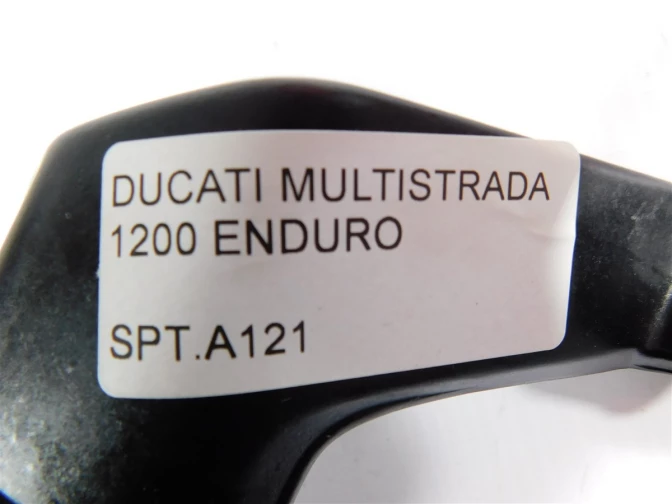 DUCATI MULTISTRADA
1200 ENDURO
SPT.A121